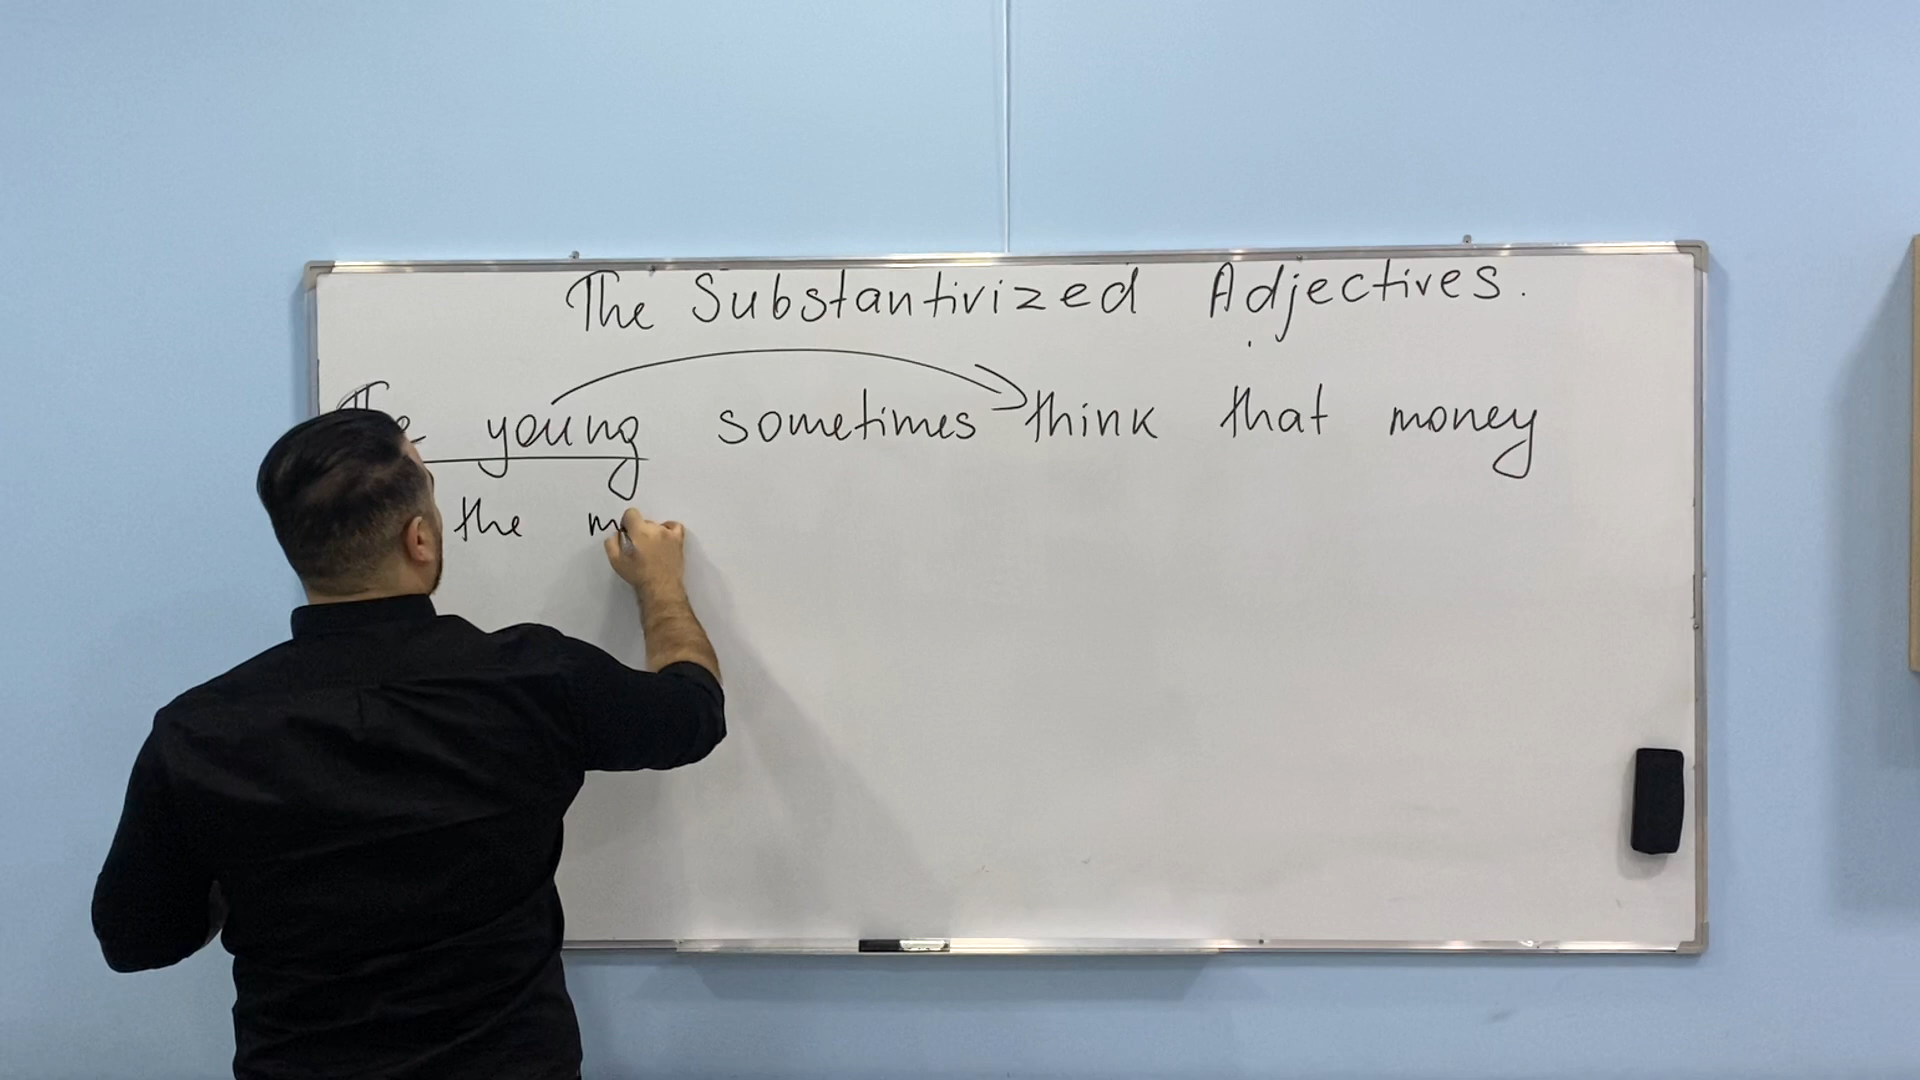 The Substantivized Adjectives.
The young sometimes think that money
the